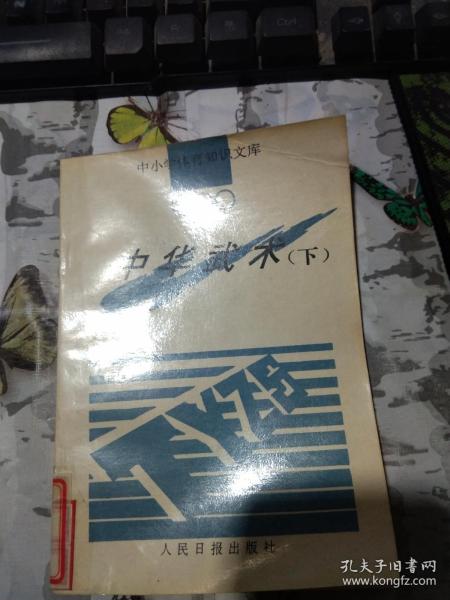 中小学体育知识文库
中华武术(下)
人民日报出版社
孔夫子旧书网
www.kongfz.com